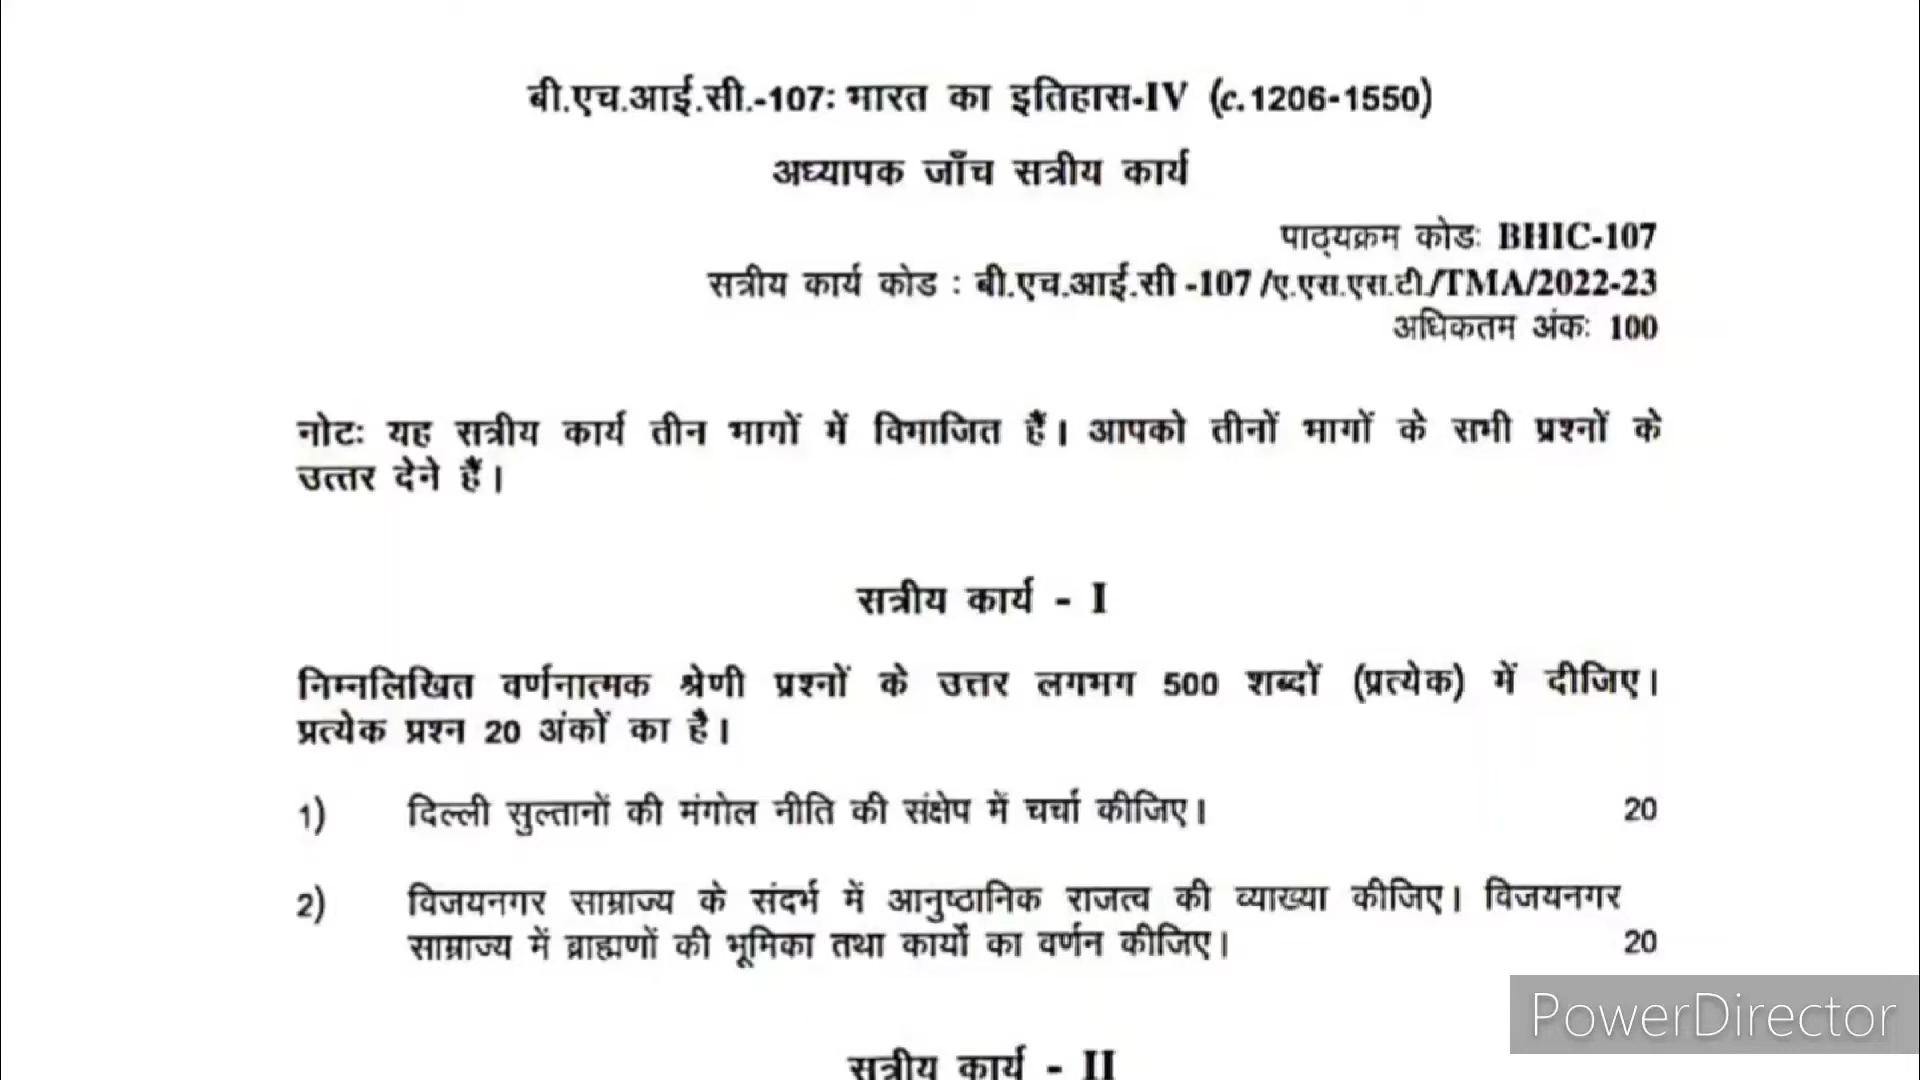 बी.एच.आई.सी.-107: भारत का इतिहास-IV (c.1206-1550)
अध्यापक जाँच सत्रीय कार्य
पाठ्यक्रम कोडः BHIC-107
सत्रीय कार्य कोड : बी.एच.आई.सी -107 /ए.एस.एस.टी/TMA/2022-23
अधिकतम अंकः 100
नोटः यह सत्रीय कार्य तीन भागों में विभाजित हैं। आपको तीनों भागों के सभी प्रश्नों के
उत्तर देने हैं।
सत्रीय कार्य - I
निम्नलिखित वर्णनात्मक श्रेणी प्रश्नों के उत्तर लगभग 500 शब्दों (प्रत्येक) में दीजिए।
प्रत्येक प्रश्न 20 अंकों का है।
1) दिल्ली सुल्तानों की मंगोल नीति की संक्षेप में चर्चा कीजिए। 20
2) विजयनगर साम्राज्य के संदर्भ में आनुष्ठानिक राजत्व की व्याख्या कीजिए। विजयनगर
साम्राज्य में ब्राह्मणों की भूमिका तथा कार्यों का वर्णन कीजिए। 20
सत्रीय कार्य - II
PowerDirector